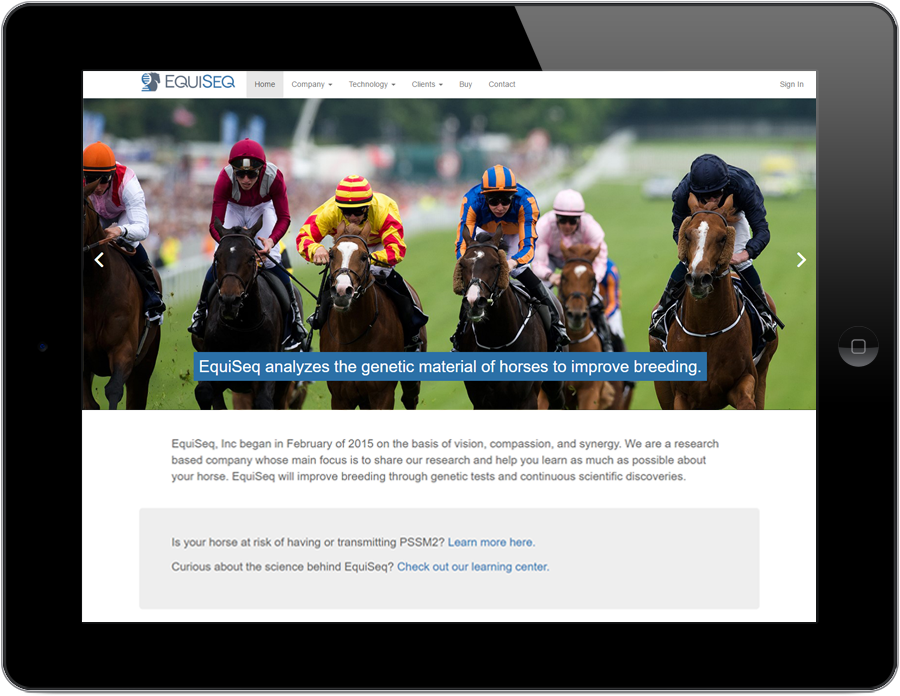 EQUISEQ Home Company Technology Clients Buy Contact Sign In
EquiSeq analyzes the genetic material of horses to improve breeding.
EquiSeq, Inc began in February of 2015 on the basis of vision, compassion, and synergy. We are a research
based company whose main focus is to share our research and help you learn as much as possible about
your horse. EquiSeq will improve breeding through genetic tests and continuous scientific discoveries.
Is your horse at risk of having or transmitting PSSM2? Learn more here.
Curious about the science behind EquiSeq? Check out our learning center.